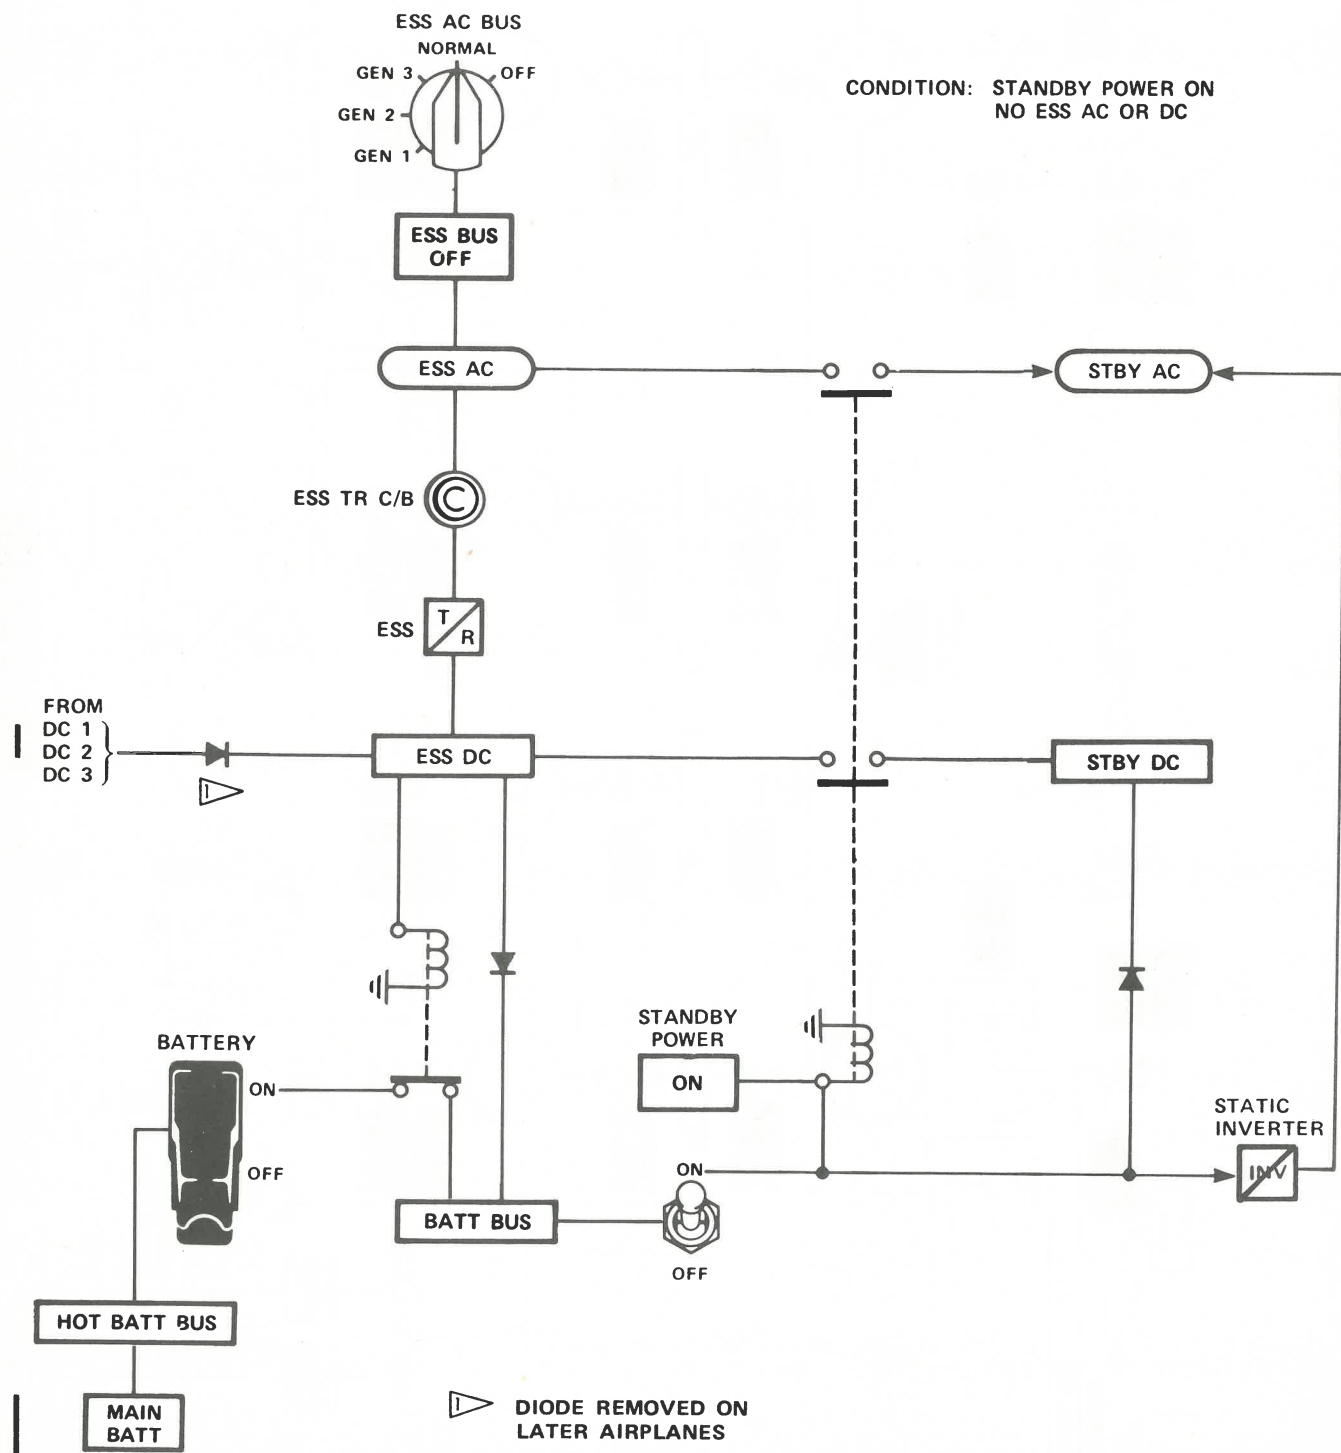 ESS AC BUS
NORMAL
GEN 3
OFF
GEN 2
GEN 1
CONDITION: STANDBY POWER ON
NO ESS AC OR DC
ESS BUS
OFF
ESS AC
STBY AC
ESS TR C/B
C
ESS
T
R
FROM
DC 1
DC 2
DC 3
1
ESS DC
STBY DC
BATTERY
ON
OFF
STANDBY
POWER
ON
ON
OFF
STATIC
INVERTER
INV
BATT BUS
HOT BATT BUS
MAIN
BATT
1
DIODE REMOVED ON
LATER AIRPLANES